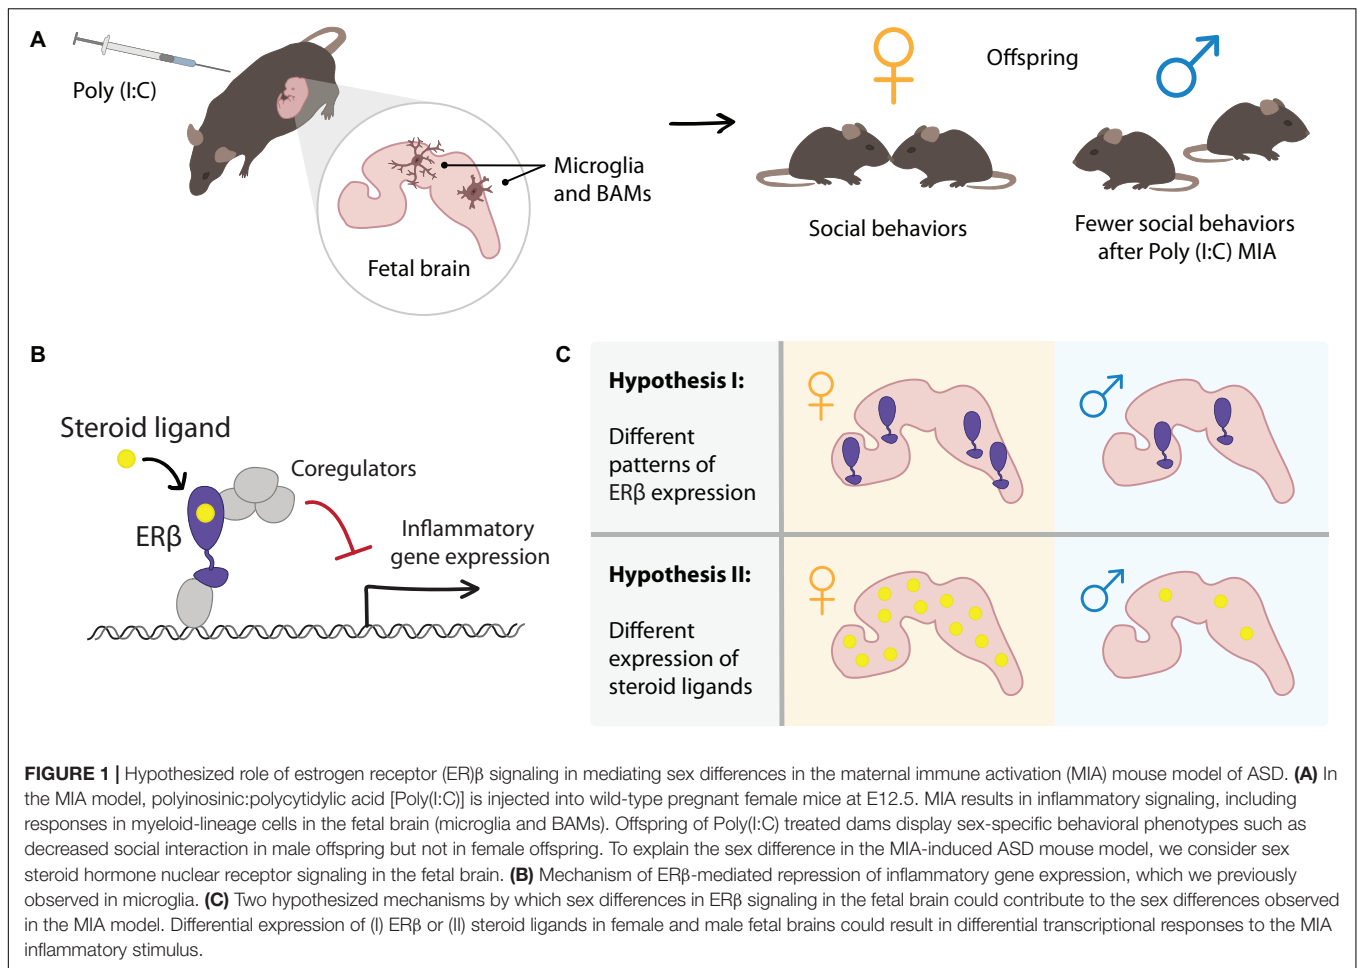 A
Poly (I:C)
Microglia
and BAMs
Fetal brain
Offspring
Social behaviors
Fewer social behaviors
after Poly (I:C) MIA
B
Steroid ligand
Coregulators
ERβ
Inflammatory
gene expression
C
Hypothesis I:
Different
patterns of
ERβ expression
Hypothesis II:
Different
expression of
steroid ligands
FIGURE 1 | Hypothesized role of estrogen receptor (ER)β signaling in mediating sex differences in the maternal immune activation (MIA) mouse model of ASD. (A) In
the MIA model, polyinosinic:polycytidylic acid [Poly(I:C)] is injected into wild-type pregnant female mice at E12.5. MIA results in inflammatory signaling, including
responses in myeloid-lineage cells in the fetal brain (microglia and BAMs). Offspring of Poly(I:C) treated dams display sex-specific behavioral phenotypes such as
decreased social interaction in male offspring but not in female offspring. To explain the sex difference in the MIA-induced ASD mouse model, we consider sex
steroid hormone nuclear receptor signaling in the fetal brain. (B) Mechanism of ERβ-mediated repression of inflammatory gene expression, which we previously
observed in microglia. (C) Two hypothesized mechanisms by which sex differences in ERβ signaling in the fetal brain could contribute to the sex differences observed
in the MIA model. Differential expression of (I) ERβ or (II) steroid ligands in female and male fetal brains could result in differential transcriptional responses to the MIA
inflammatory stimulus.